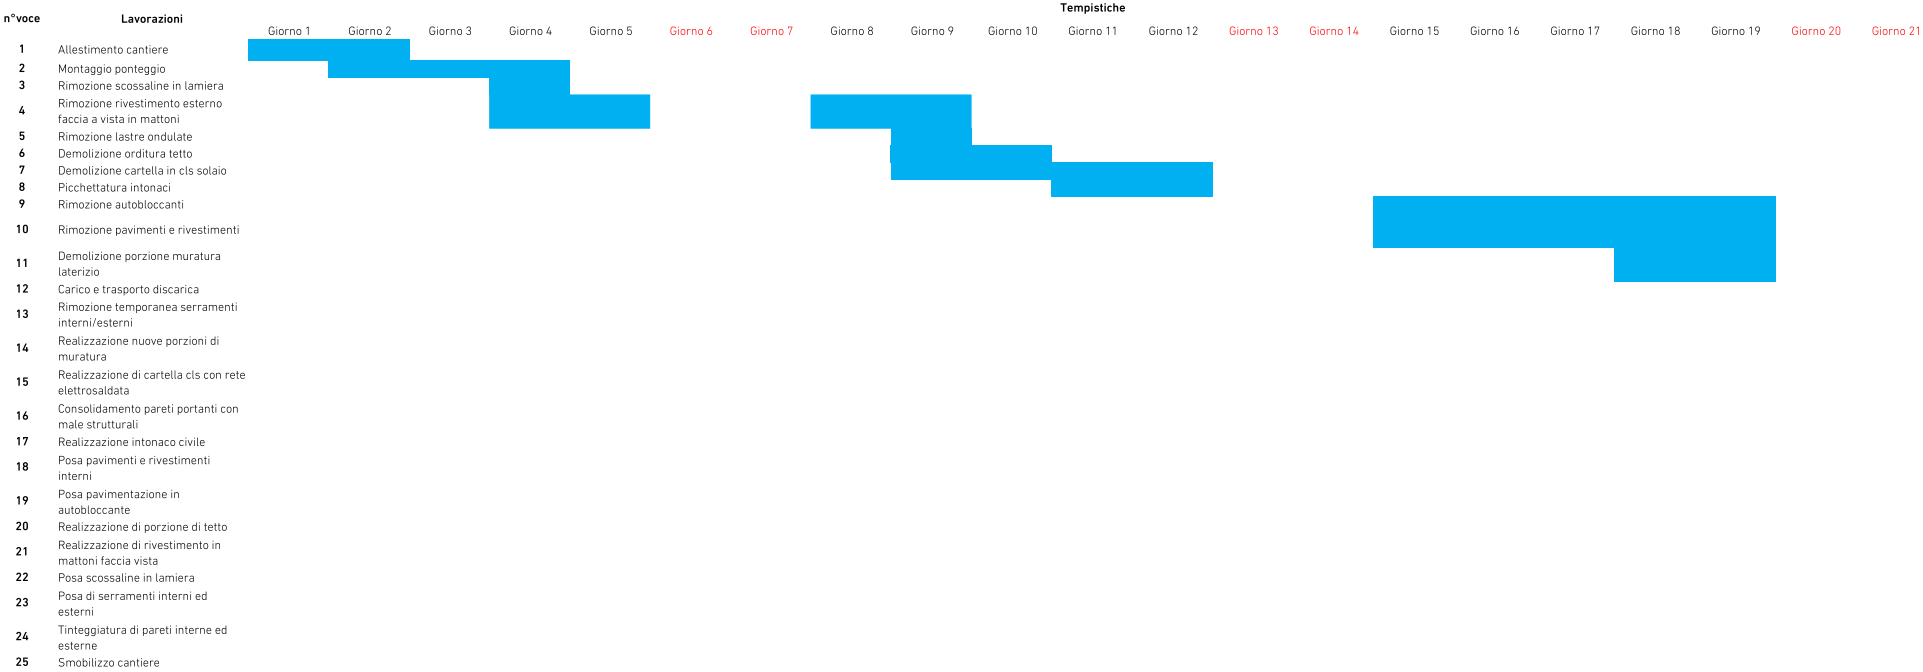 Tempistiche
n°voce Lavorazioni
Giorno 1 Giorno 2 Giorno 3 Giorno 4 Giorno 5 Giorno 6 Giorno 7 Giorno 8 Giorno 9 Giorno 10 Giorno 11 Giorno 12 Giorno 13 Giorno 14 Giorno 15 Giorno 16 Giorno 17 Giorno 18 Giorno 19 Giorno 20 Giorno 21
1 Allestimento cantiere
2 Montaggio ponteggio
3 Rimozione scossaline in lamiera
4 Rimozione rivestimento esterno
faccia a vista in mattoni
5 Rimozione lastre ondulate
6 Demolizione orditura tetto
7 Demolizione cartella in cls solaio
8 Picchettatura intonaci
9 Rimozione autobloccanti
10 Rimozione pavimenti e rivestimenti
11 Demolizione porzione muratura
laterizio
12 Carico e trasporto discarica
13 Rimozione temporanea serramenti
interni/esterni
14 Realizzazione nuove porzioni di
muratura
15 Realizzazione di cartella cls con rete
elettrosaldata
16 Consolidamento pareti portanti con
male strutturali
17 Realizzazione intonaco civile
18 Posa pavimenti e rivestimenti
interni
19 Posa pavimentazione in
autobloccante
20 Realizzazione di porzione di tetto
21 Realizzazione di rivestimento in
mattoni faccia vista
22 Posa scossaline in lamiera
23 Posa di serramenti interni ed
esterni
24 Tinteggiatura di pareti interne ed
esterne
25 Smobilizzo cantiere